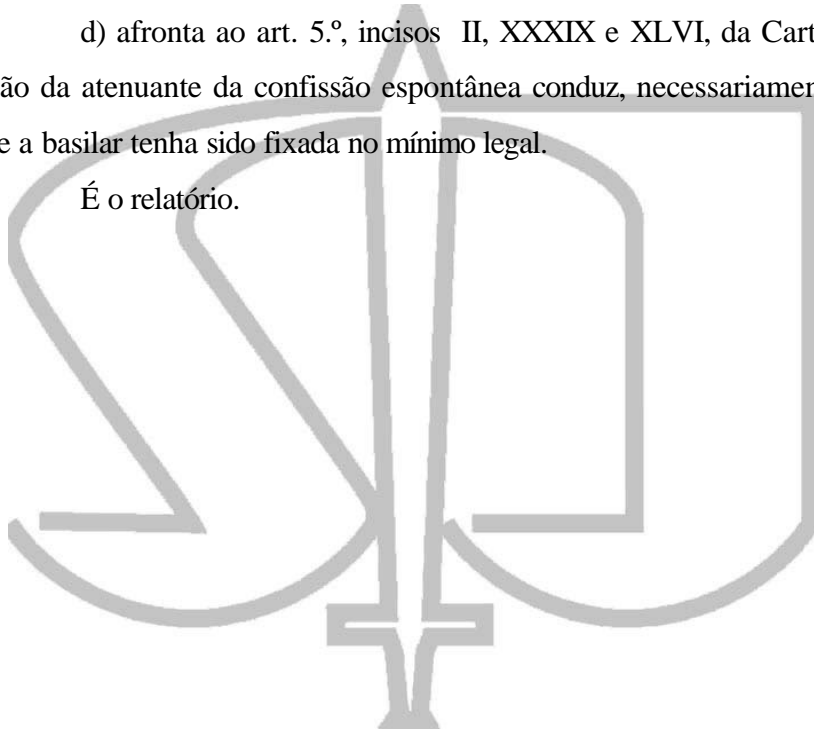 d) afronta ao art. 5.º, incisos II, XXXIX e XLVI, da Cart
ão da atenuante da confissão espontânea conduz, necessariamen
e a basilar tenha sido fixada no mínimo legal.
É o relatório.